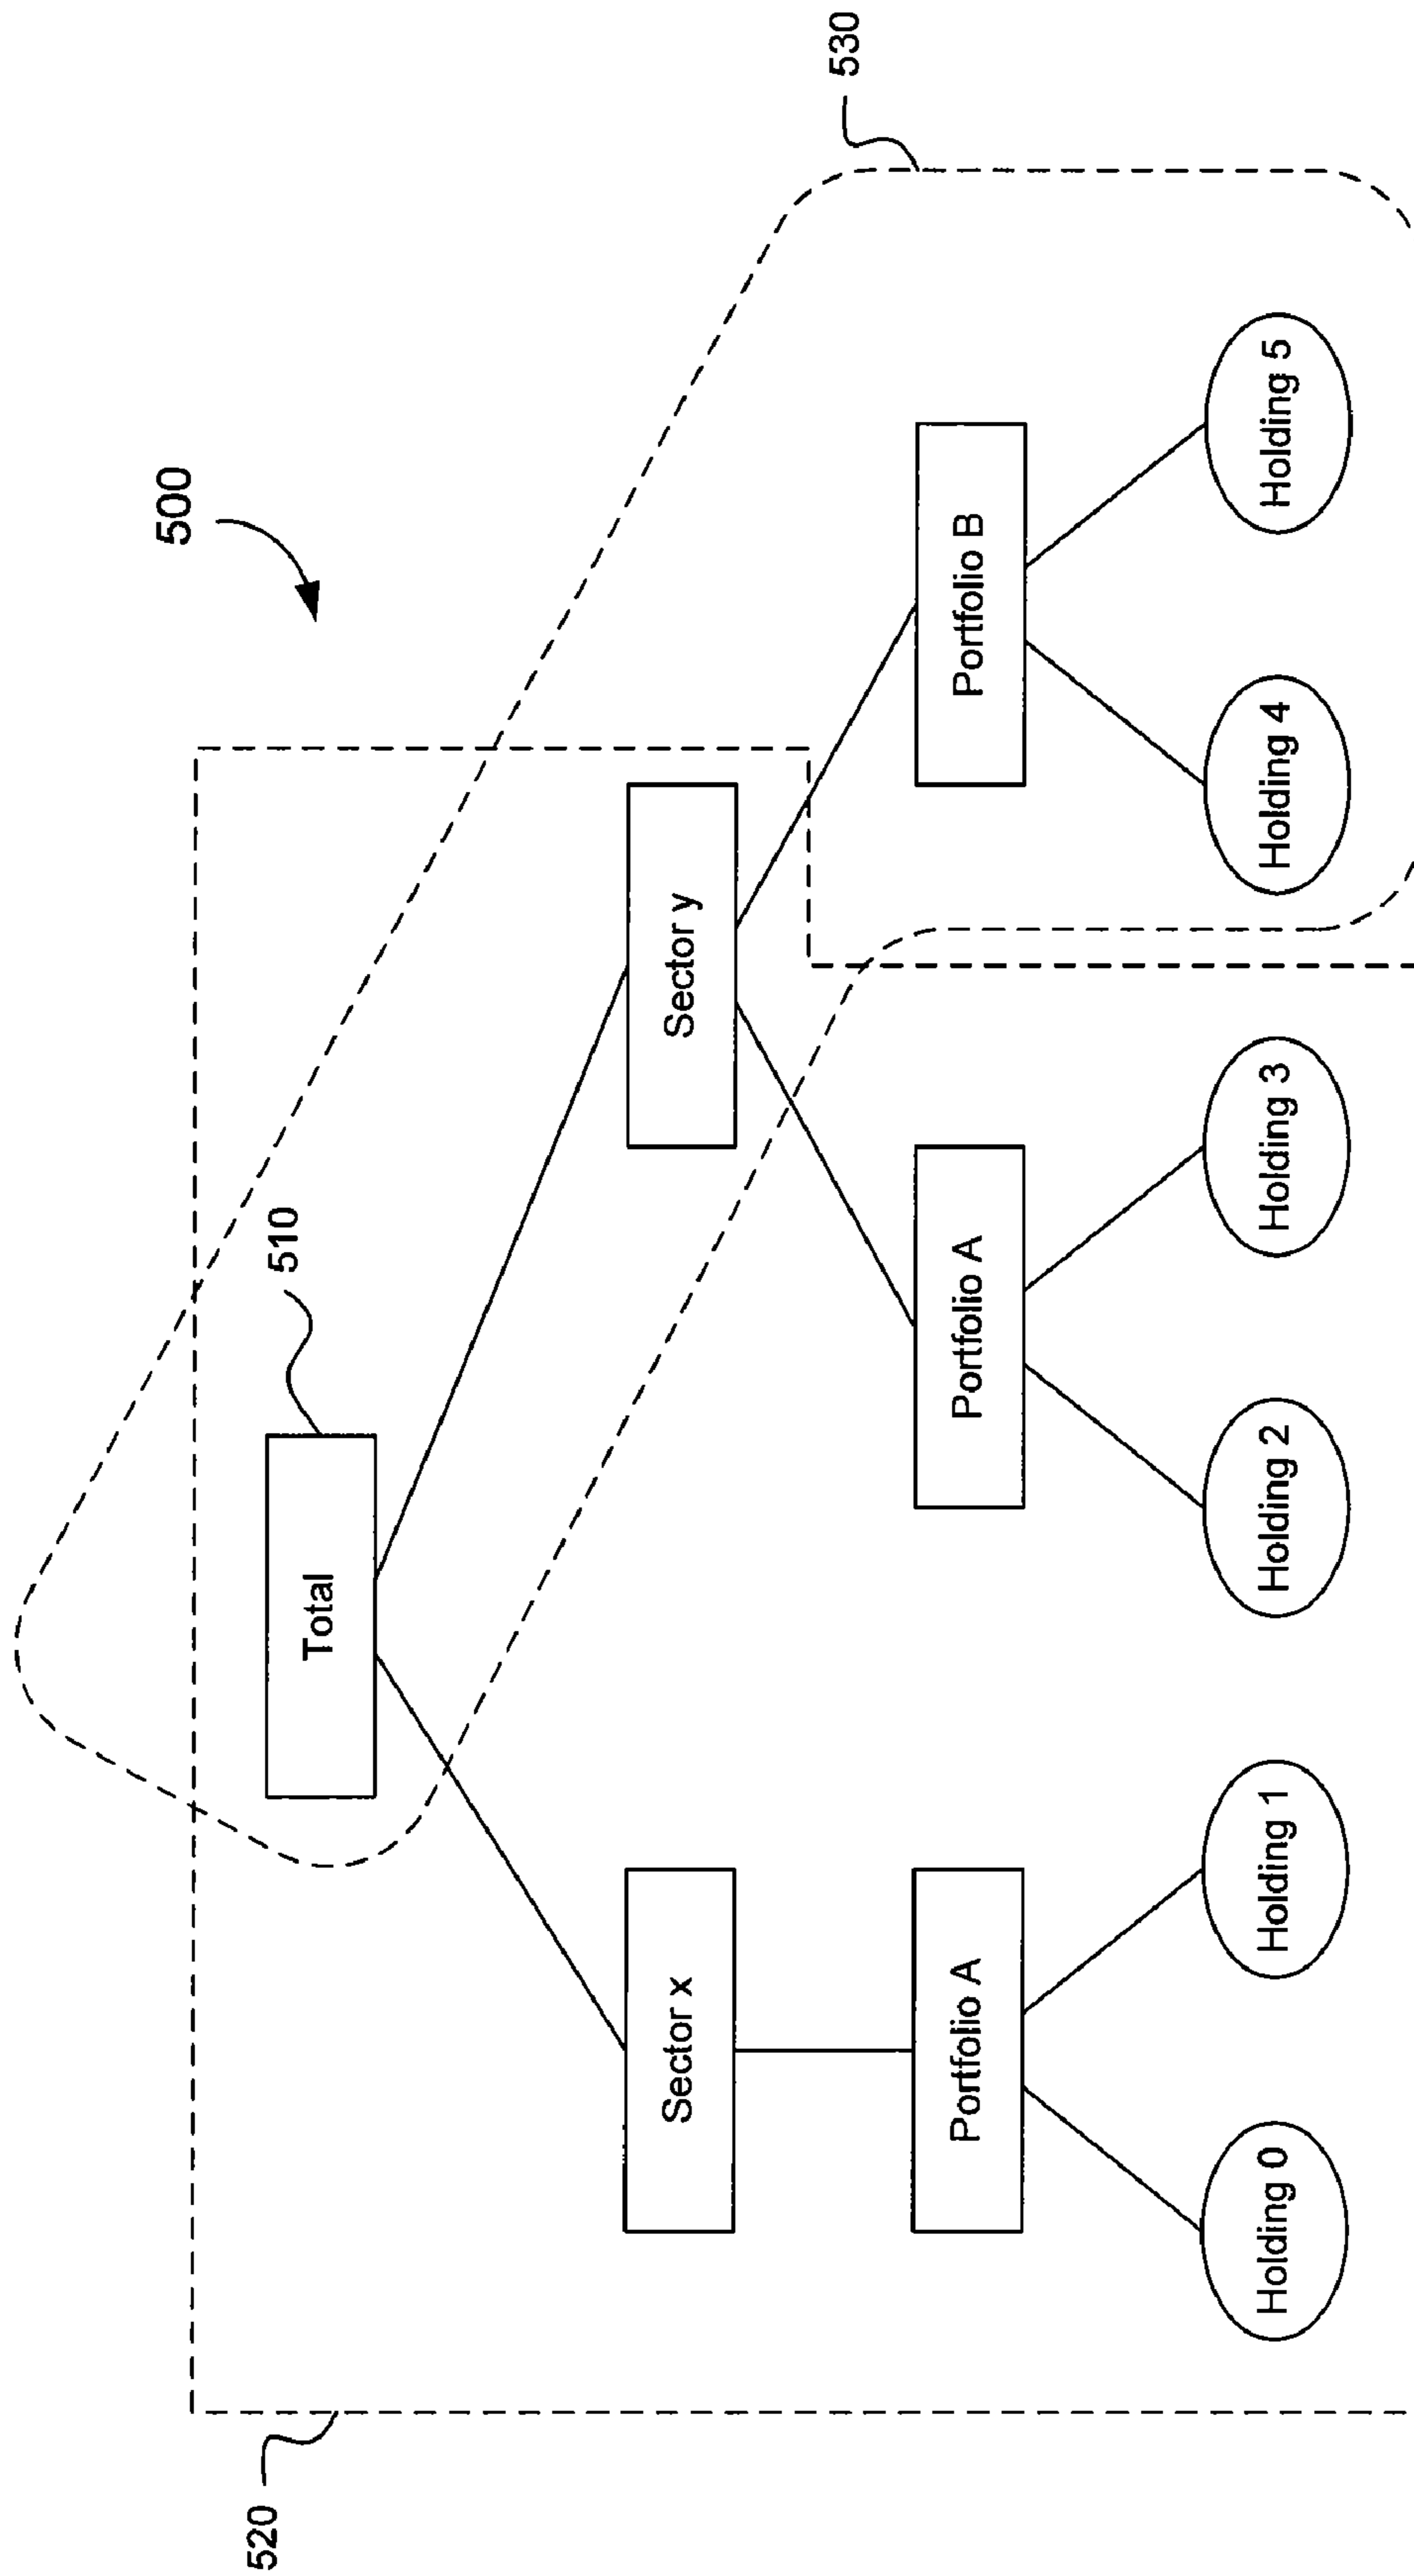 500
510
Total
520
530
Sector x
Sector y
Portfolio A
Portfolio A
Portfolio B
Holding 0
Holding 1
Holding 2
Holding 3
Holding 4
Holding 5